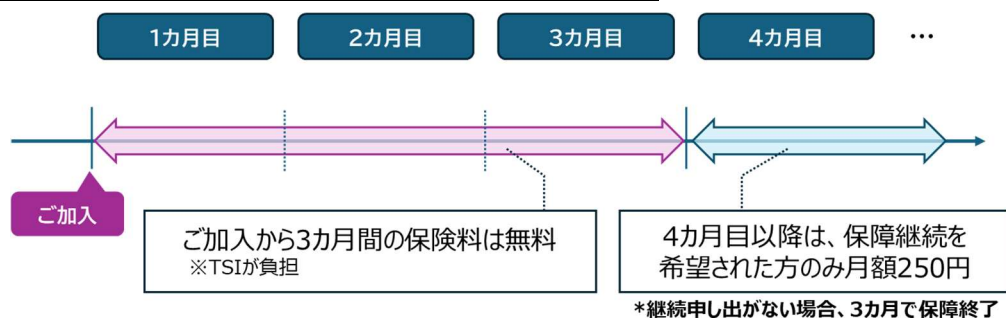 1カ月目
2カ月目
3カ月目
4カ月目
…
ご加入
ご加入から3カ月間の保険料は無料
※TSIが負担
4カ月目以降は、保障継続を
希望された方のみ月額250円
*継続申し出がない場合、3カ月で保障終了